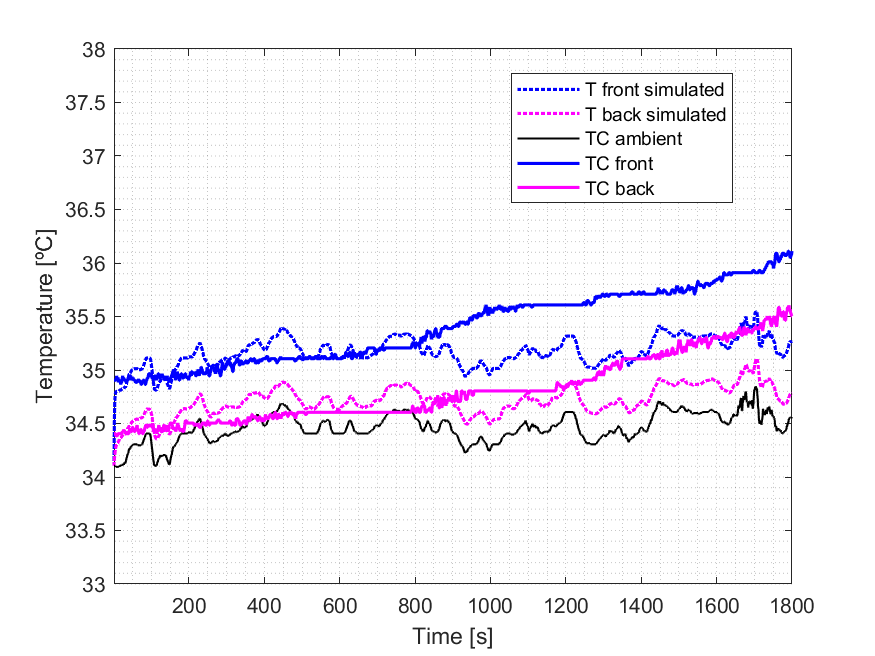 38
37.5
37
36.5
36
35.5
35
34.5
34
33.5
33
Temperature [ºC]
T front simulated
T back simulated
TC ambient
TC front
TC back
200 400 600 800 1000 1200 1400 1600 1800
Time [s]